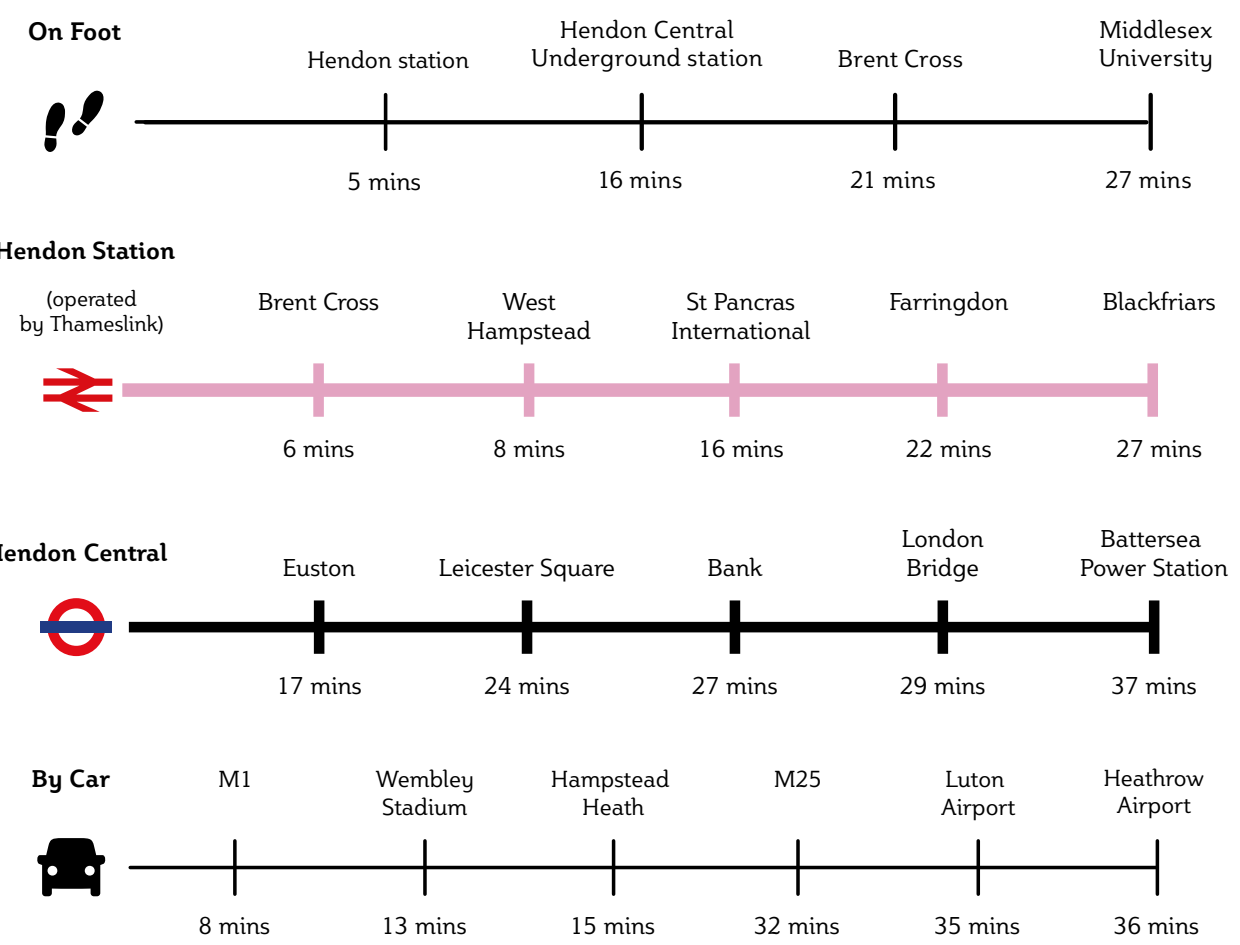 On Foot
Hendon station
Hendon Central
Underground station
Brent Cross
Middlesex
University
5 mins
16 mins
21 mins
27 mins
Hendon Station
(operated
by Thameslink)
Brent Cross
West
Hampstead
St Pancras
International
Farringdon
Blackfriars
6 mins
8 mins
16 mins
22 mins
27 mins
Hendon Central
Euston
Leicester Square
Bank
London
Bridge
Battersea
Power Station
17 mins
24 mins
27 mins
29 mins
37 mins
By Car
M1
Wembley
Stadium
Hampstead
Heath
M25
Luton
Airport
Heathrow
Airport
8 mins
13 mins
15 mins
32 mins
35 mins
36 mins